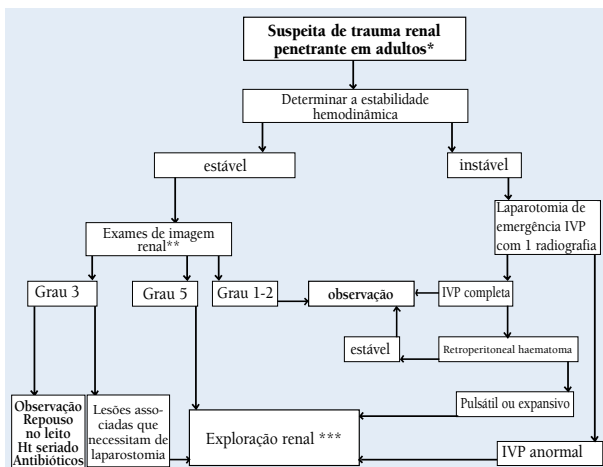 Suspeita de trauma renal
penetrante em adultos*
Determinar a estabilidade
hemodinâmica
estável
instável
Exames de imagem
renal**
Laparotomia de
emergência IVP
com 1 radiografia
Grau 3
Grau 5
Grau 1-2
observação
IVP completa
estável
Retroperitoneal haematoma
Pulsátil ou expansivo
Observação
Repouso
no leito
Ht seriado
Antibióticos
Lesões asso-
ciadas que
necessitam de
laparostomia
Exploração renal ***
IVP anormal